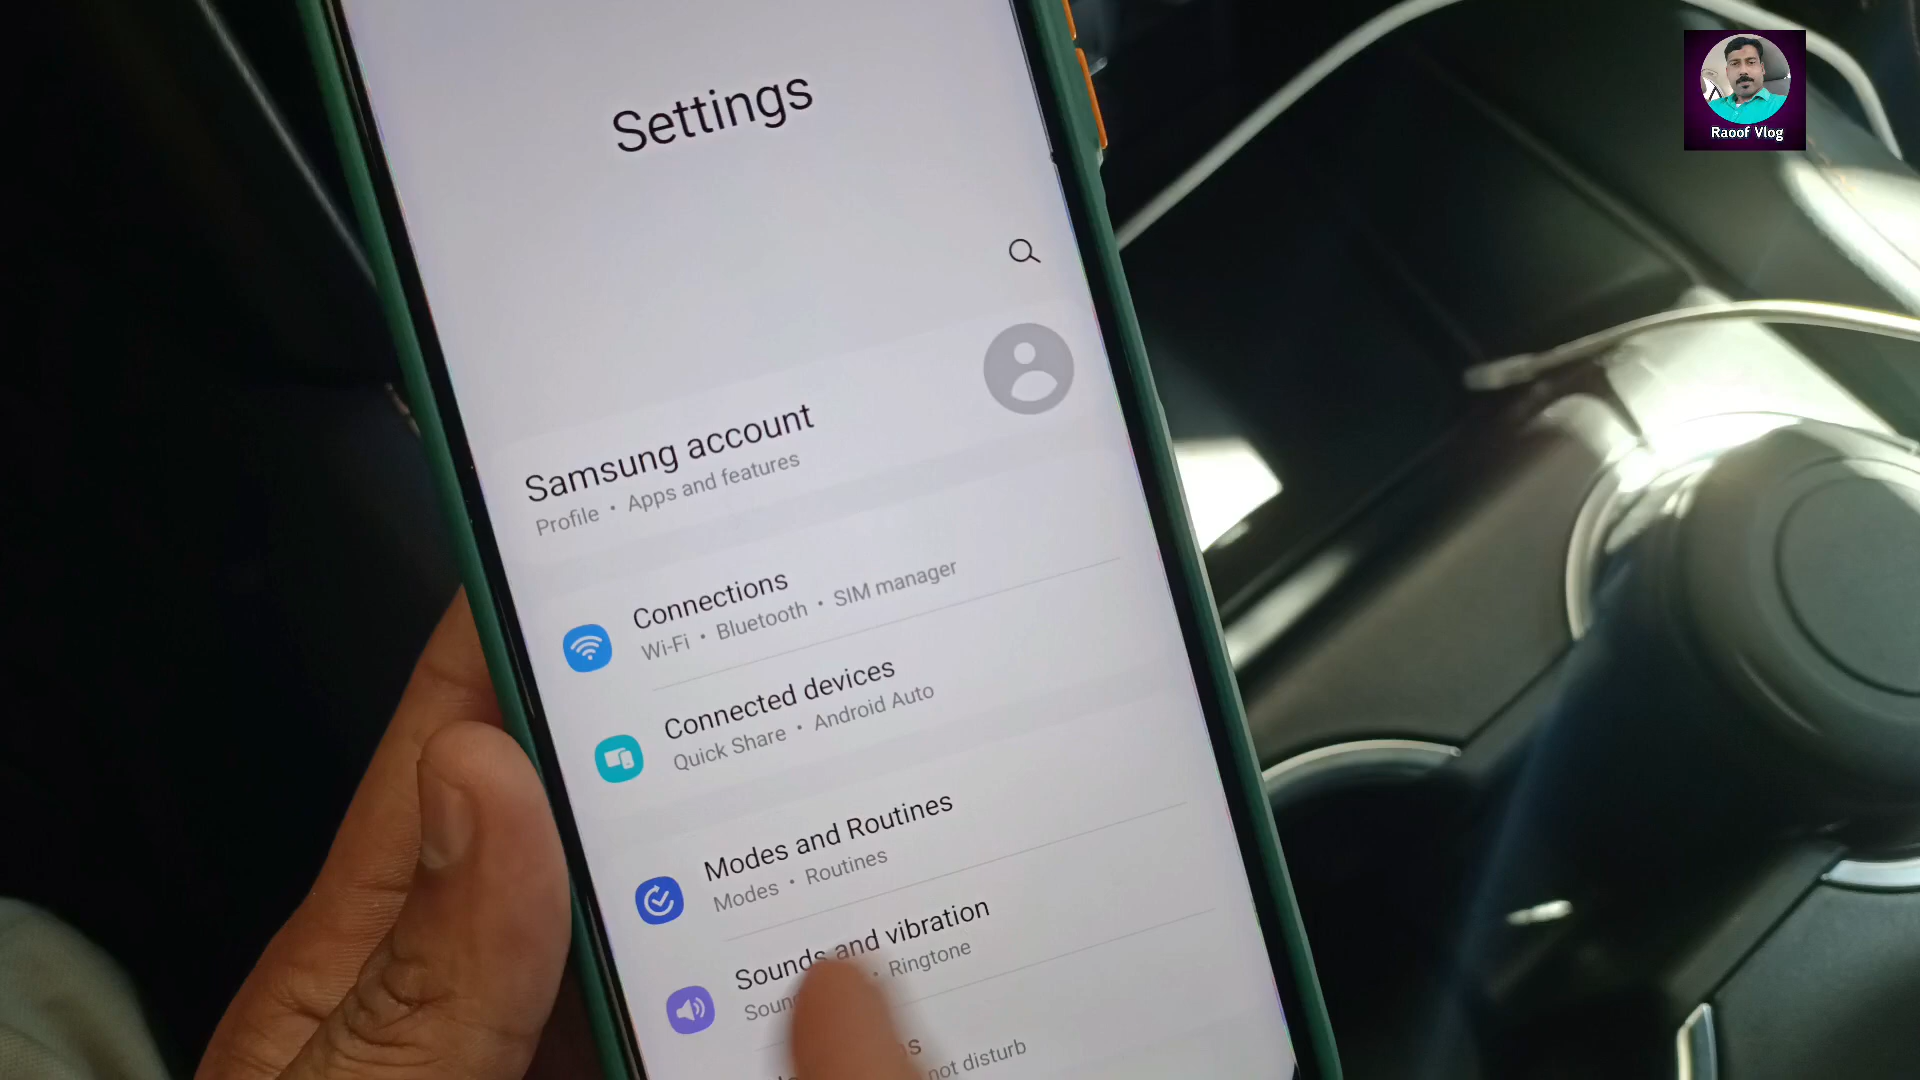 Raoof Vlog
Settings
Samsung account
Profile • Apps and features
Connections
Wi-Fi • Bluetooth • SIM manager
Connected devices
Quick Share • Android Auto
Modes and Routines
Modes • Routines
Sounds and vibration
• Ringtone
not disturb